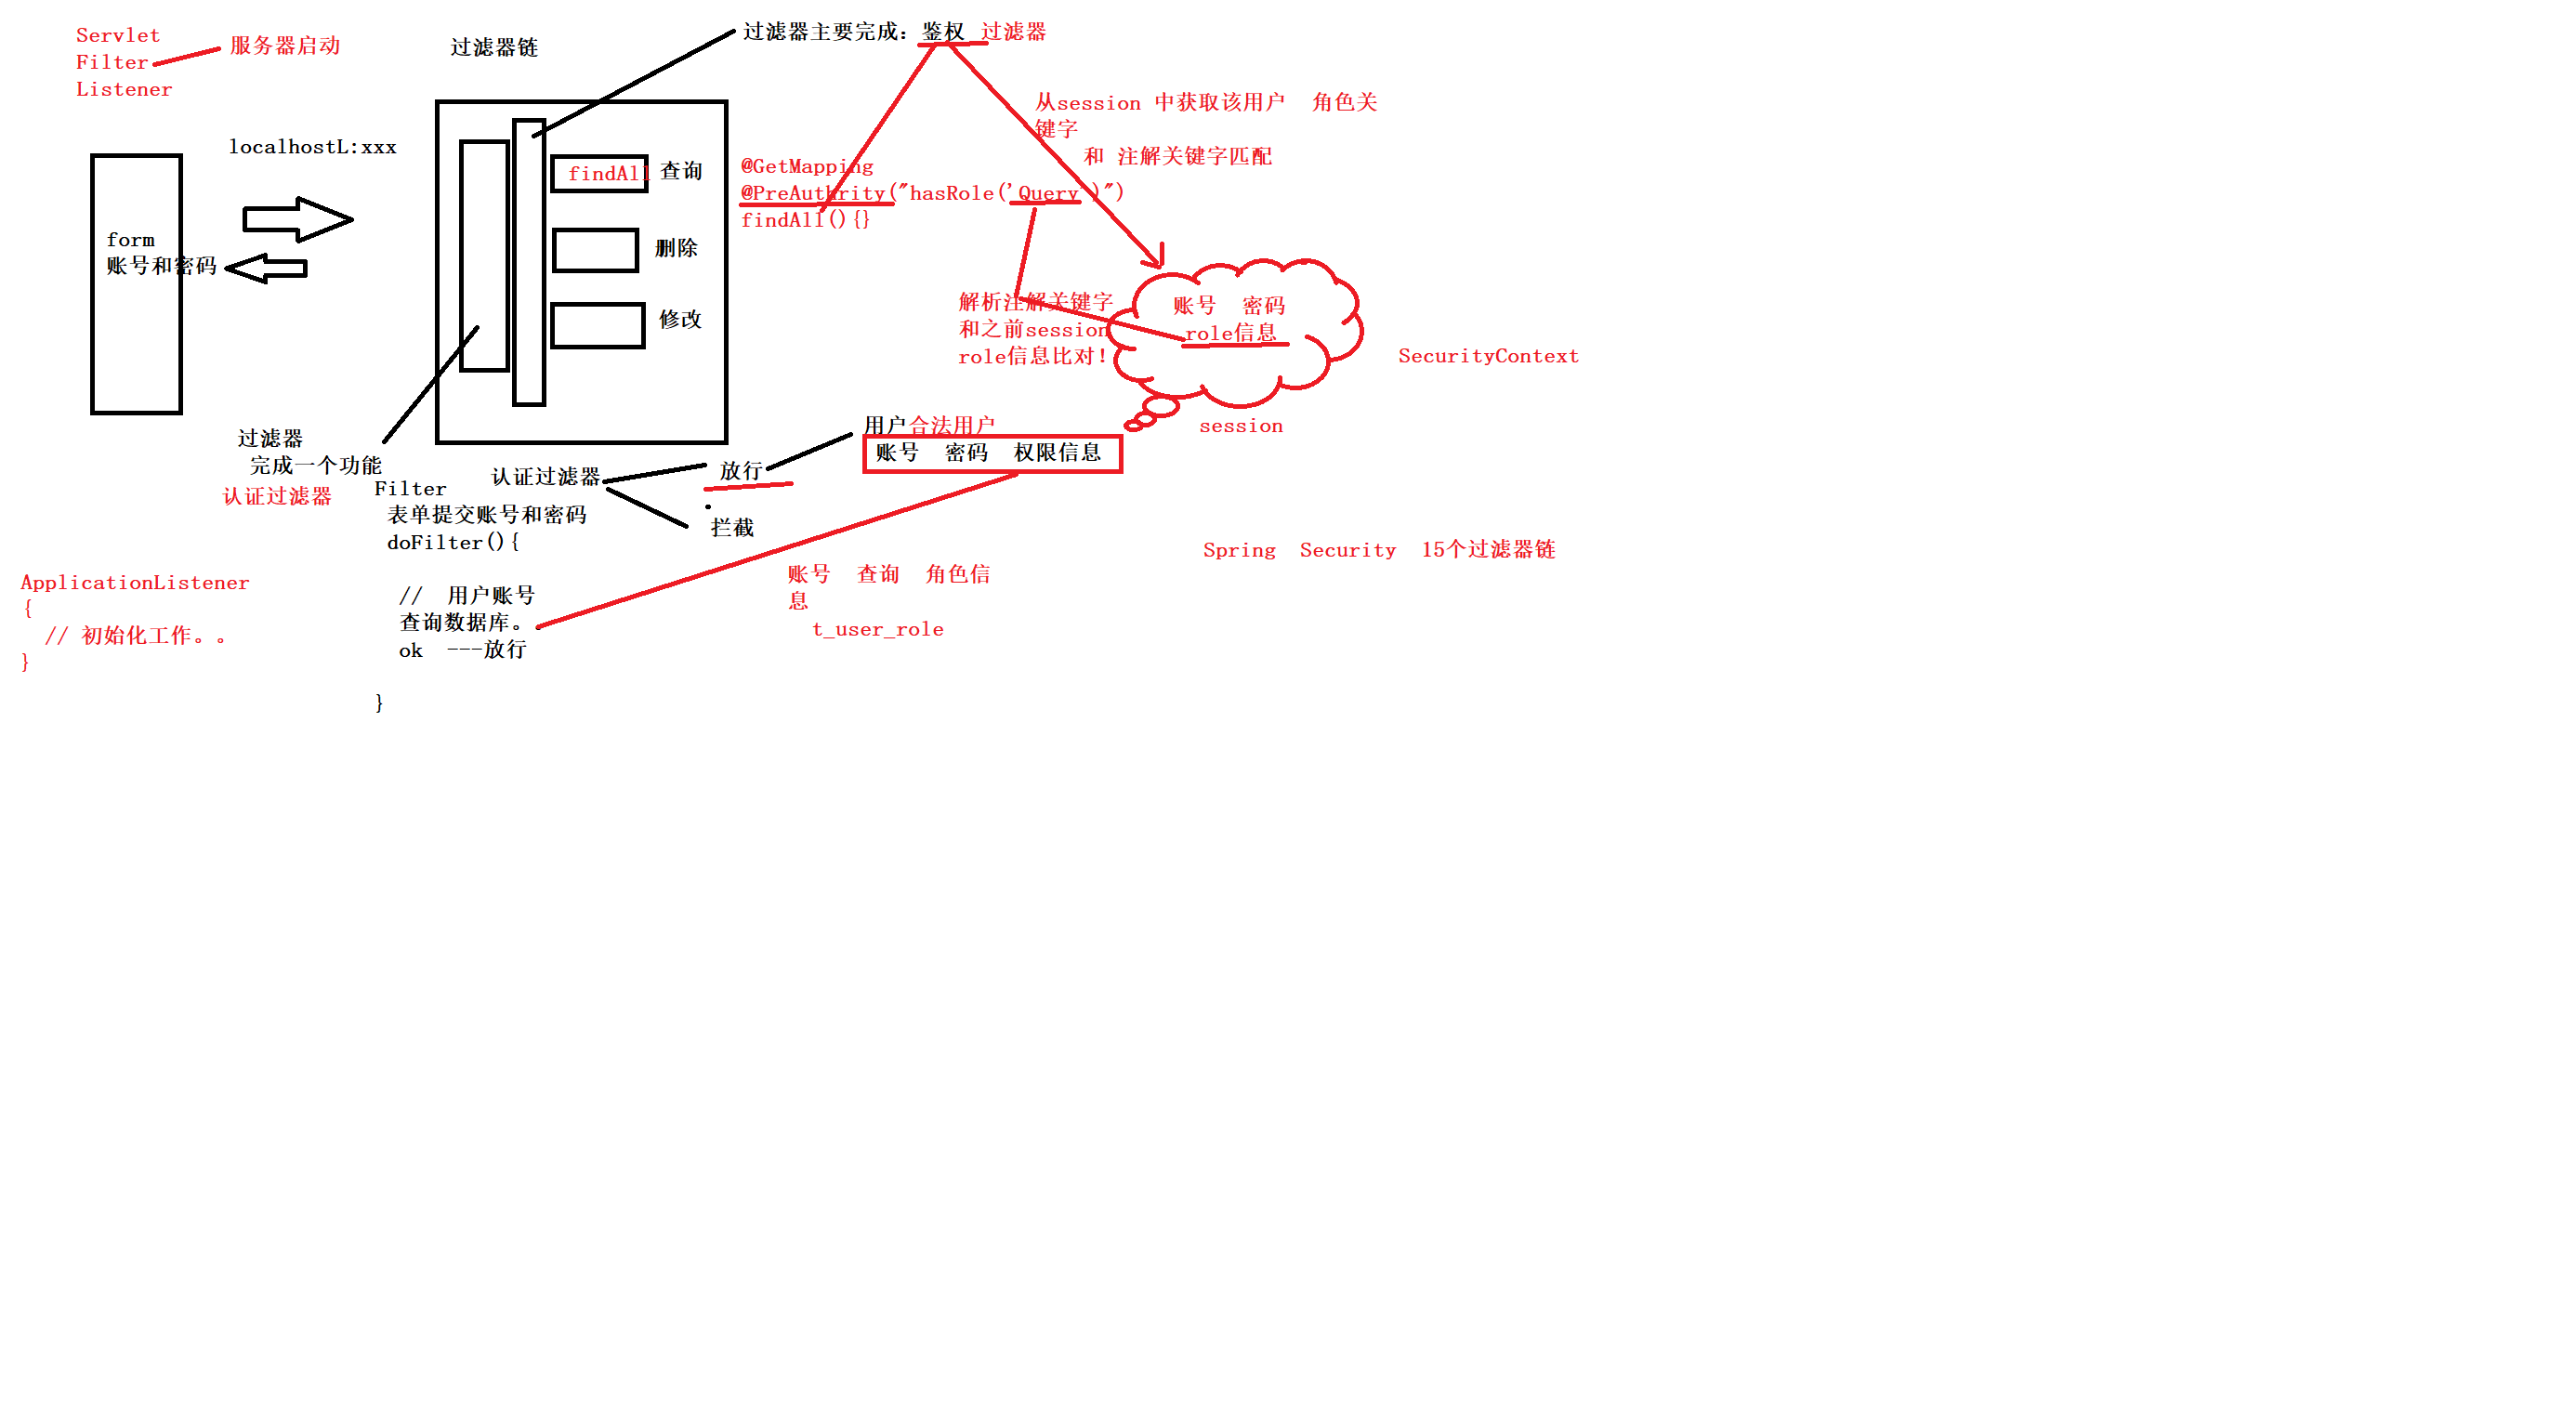 Servlet
Filter
Listener
服务器启动
过滤器链
过滤器主要完成：鉴权 过滤器
localhostL:xxx
从session 中获取该用户 角色关
键字
和 注解关键字匹配
findAll 查询
@GetMapping
@PreAuthrity("hasRole('Query')")
findAll(){}
form
账号和密码
删除
修改
解析注解关键字
和之前session
role信息比对！
账号 密码
role信息
SecurityContext
session
用户合法用户
账号 密码 权限信息
过滤器
完成一个功能
认证过滤器
认证过滤器
放行
拦截
Filter
表单提交账号和密码
doFilter(){
// 用户账号
查询数据库。
ok ---放行
}
账号 查询 角色信
息
t_user_role
Spring Security 15个过滤器链
ApplicationListener
{
// 初始化工作。。
}